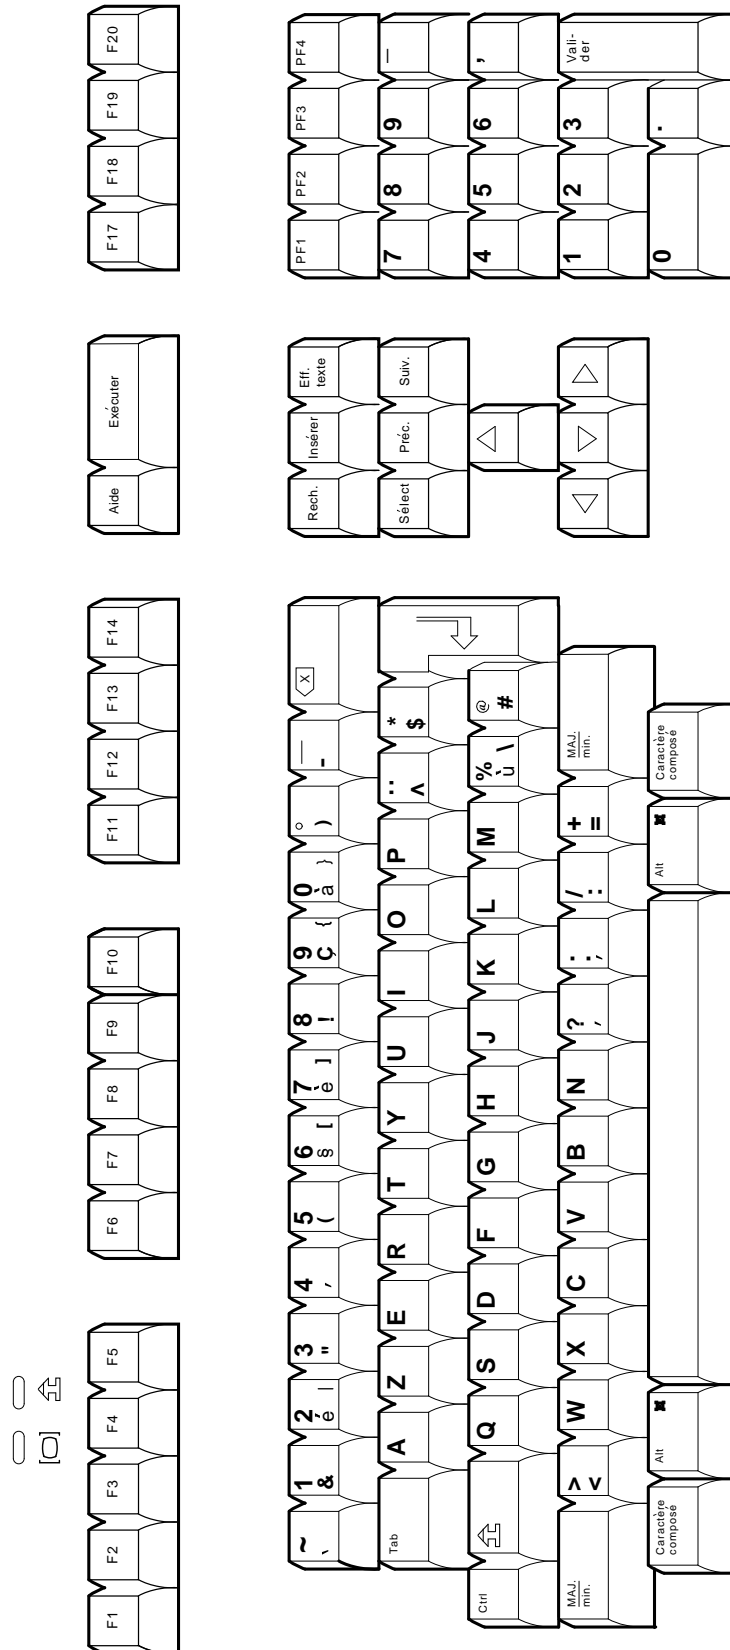 F1 F2 F3 F4 F5
F6 F7 F8 F9 F10
F11 F12 F13 F14
Aide Exécuter
F17 F18 F19 F20
~ 1 2 3 4 5 6 7 8 9 0 ° —
` & é | " ' ( § [ è ] ! ç { à } ) -
X
Rech. Insérer Eff. texte
PF1 PF2 PF3 PF4
Tab A Z E R T Y U I O P ¨ *
^ $
Sélect Préc. Suiv.
7 8 9 –
Ctrl Q S D F G H J K L M % @
ù \ #
4 5 6 ,
MAJ. > W X C V B N ? . / + MAJ.
min. < , ; : = min.
1 2 3 Vali-
der
Caractère composé Alt ¤ Alt ¤ Caractère composé
0 .